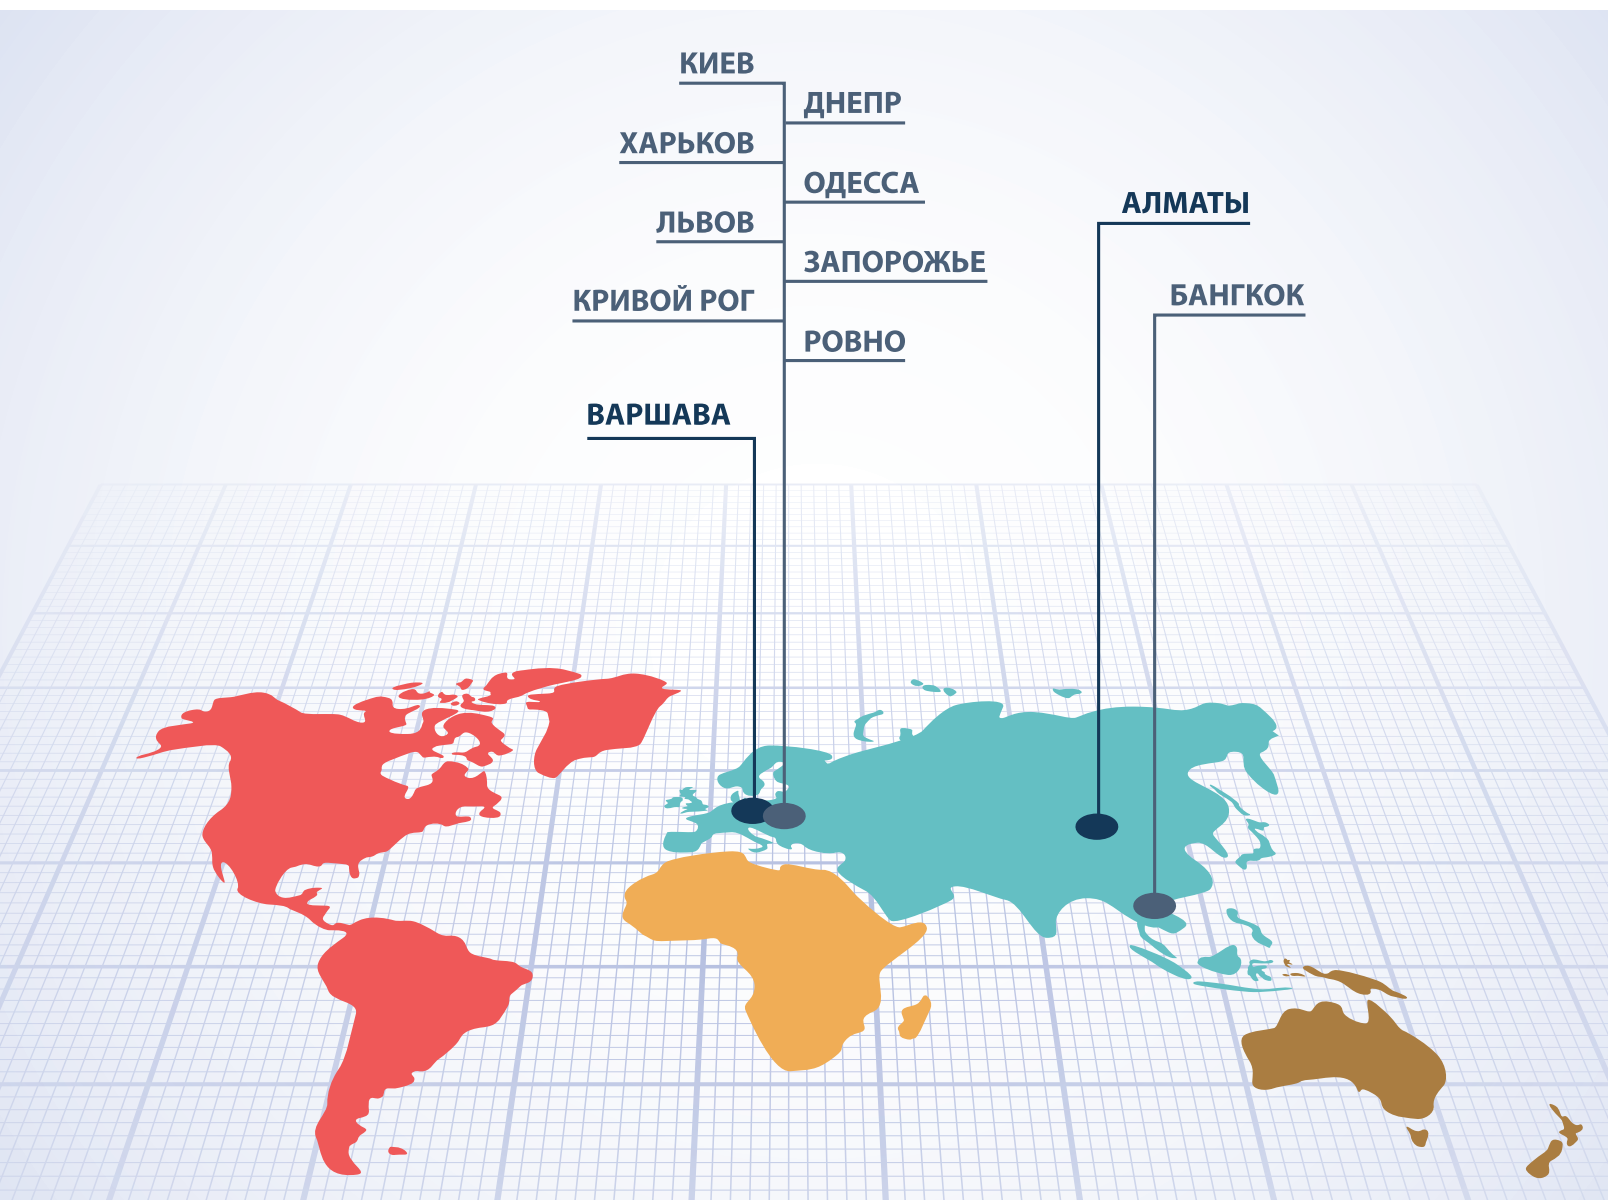 КИЕВ
ДНЕПР
ХАРЬКОВ
ОДЕССА
ЛЬВОВ
ЗАПОРОЖЬЕ
КРИВОЙ РОГ
РОВНО
ВАРШАВА
АЛМАТЫ
БАНГКОК